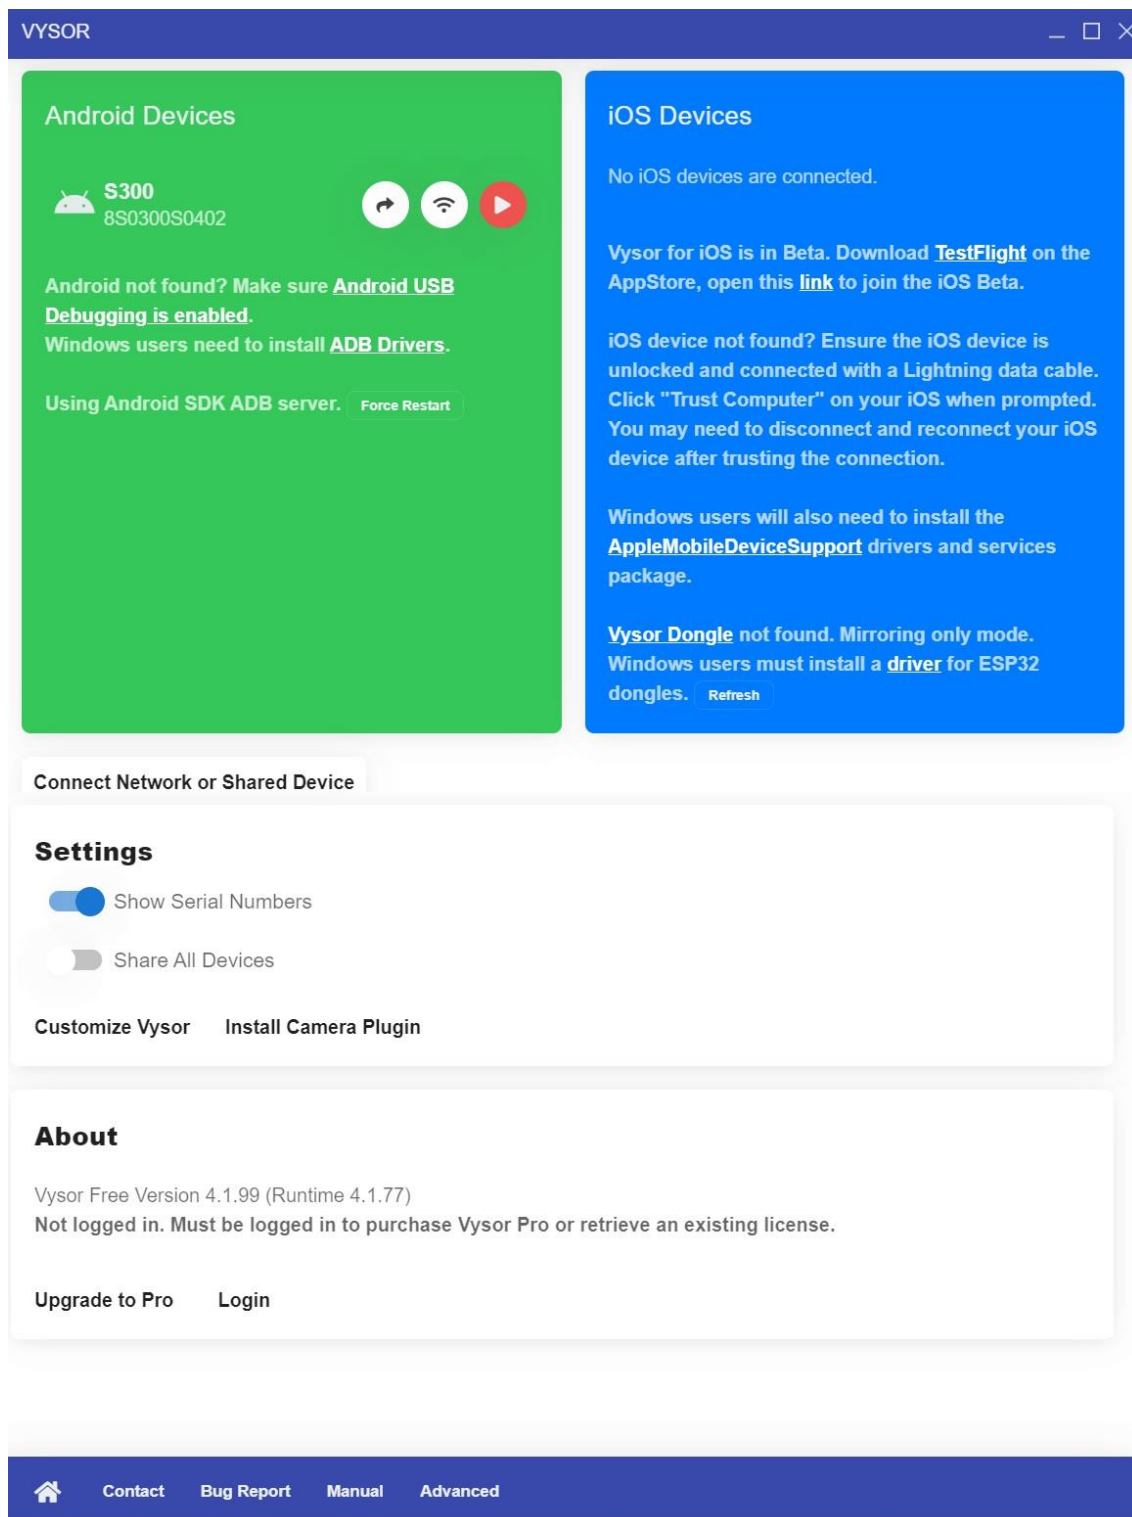 VYSOR
Android Devices
S300
8S0300S0402
Android not found? Make sure Android USB
Debugging is enabled.
Windows users need to install ADB Drivers.
Using Android SDK ADB server. Force Restart
iOS Devices
No iOS devices are connected.
Vysor for iOS is in Beta. Download TestFlight on the
AppStore, open this link to join the iOS Beta.
iOS device not found? Ensure the iOS device is
unlocked and connected with a Lightning data cable.
Click "Trust Computer" on your iOS when prompted.
You may need to disconnect and reconnect your iOS
device after trusting the connection.
Windows users will also need to install the
AppleMobileDeviceSupport drivers and services
package.
Vysor Dongle not found. Mirroring only mode.
Windows users must install a driver for ESP32
dongles. Refresh
Connect Network or Shared Device
Settings
Show Serial Numbers
Share All Devices
Customize Vysor Install Camera Plugin
About
Vysor Free Version 4.1.99 (Runtime 4.1.77)
Not logged in. Must be logged in to purchase Vysor Pro or retrieve an existing license.
Upgrade to Pro Login
Contact Bug Report Manual Advanced